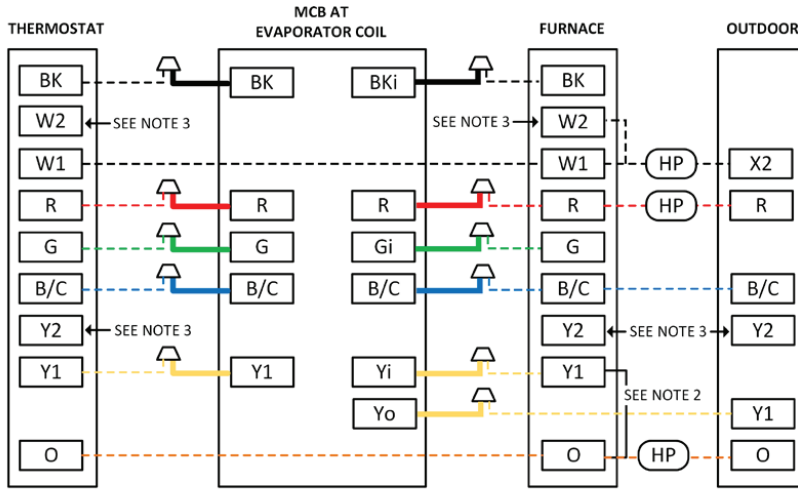 MCB AT
THERMOSTAT EVAPORATOR COIL FURNACE OUTDOOR
BK BK BKi BK
W2 SEE NOTE 3 SEE NOTE 3 W2
W1 W1 HP X2
R R R R HP R
G G Gi G
B/C B/C B/C B/C B/C
Y2 SEE NOTE 3 Y2 SEE NOTE 3 Y2
Y1 Y1 Yi Y1
SEE NOTE 2
Yo Y1
O O HP O